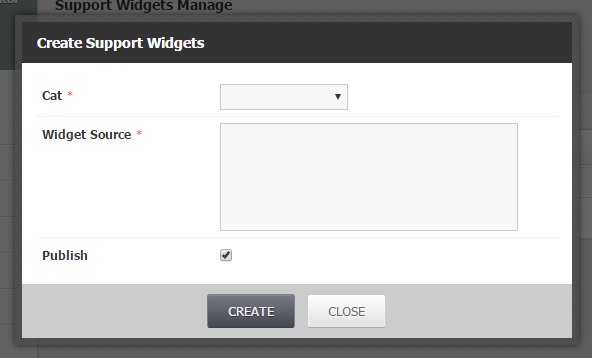 Support Widgets Manage
Create Support Widgets
Cat *
Widget Source *
Publish
CREATE CLOSE